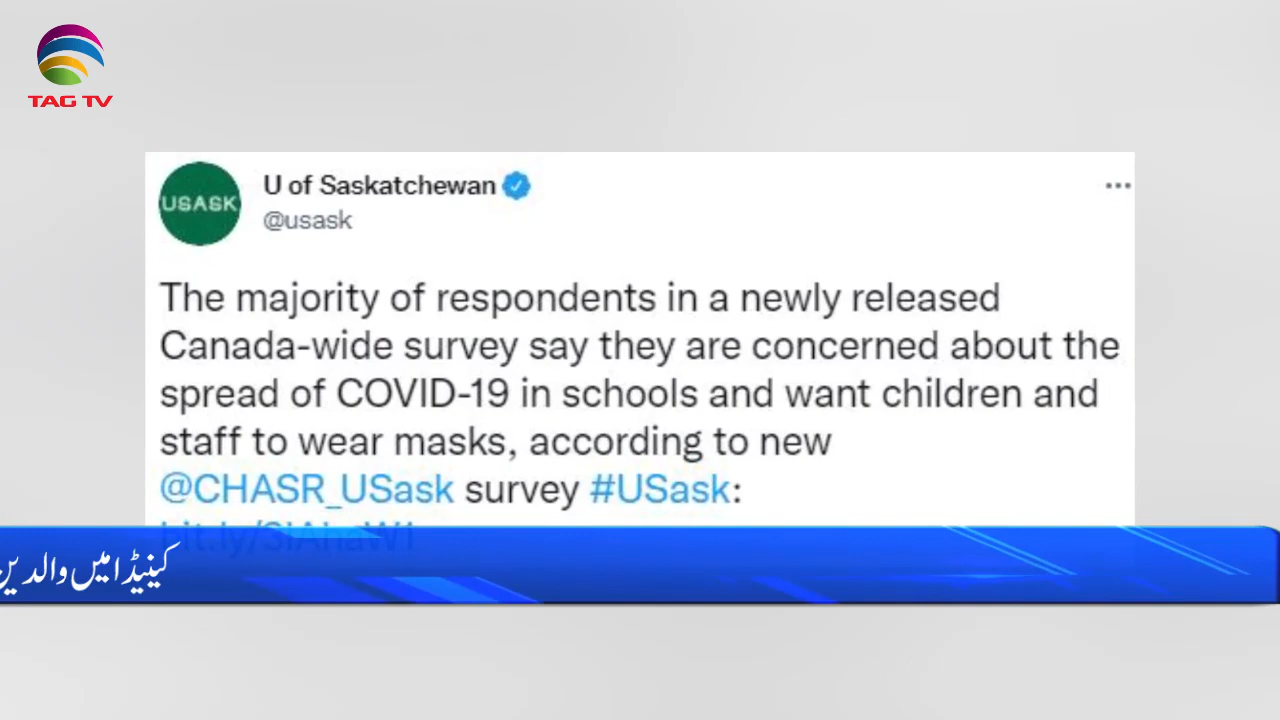 TAG TV
USASK
U of Saskatchewan
@usask
The majority of respondents in a newly released
Canada-wide survey say they are concerned about the
spread of COVID-19 in schools and want children and
staff to wear masks, according to new
@CHASR_USask survey #USask:
کینیڈا میں والدین